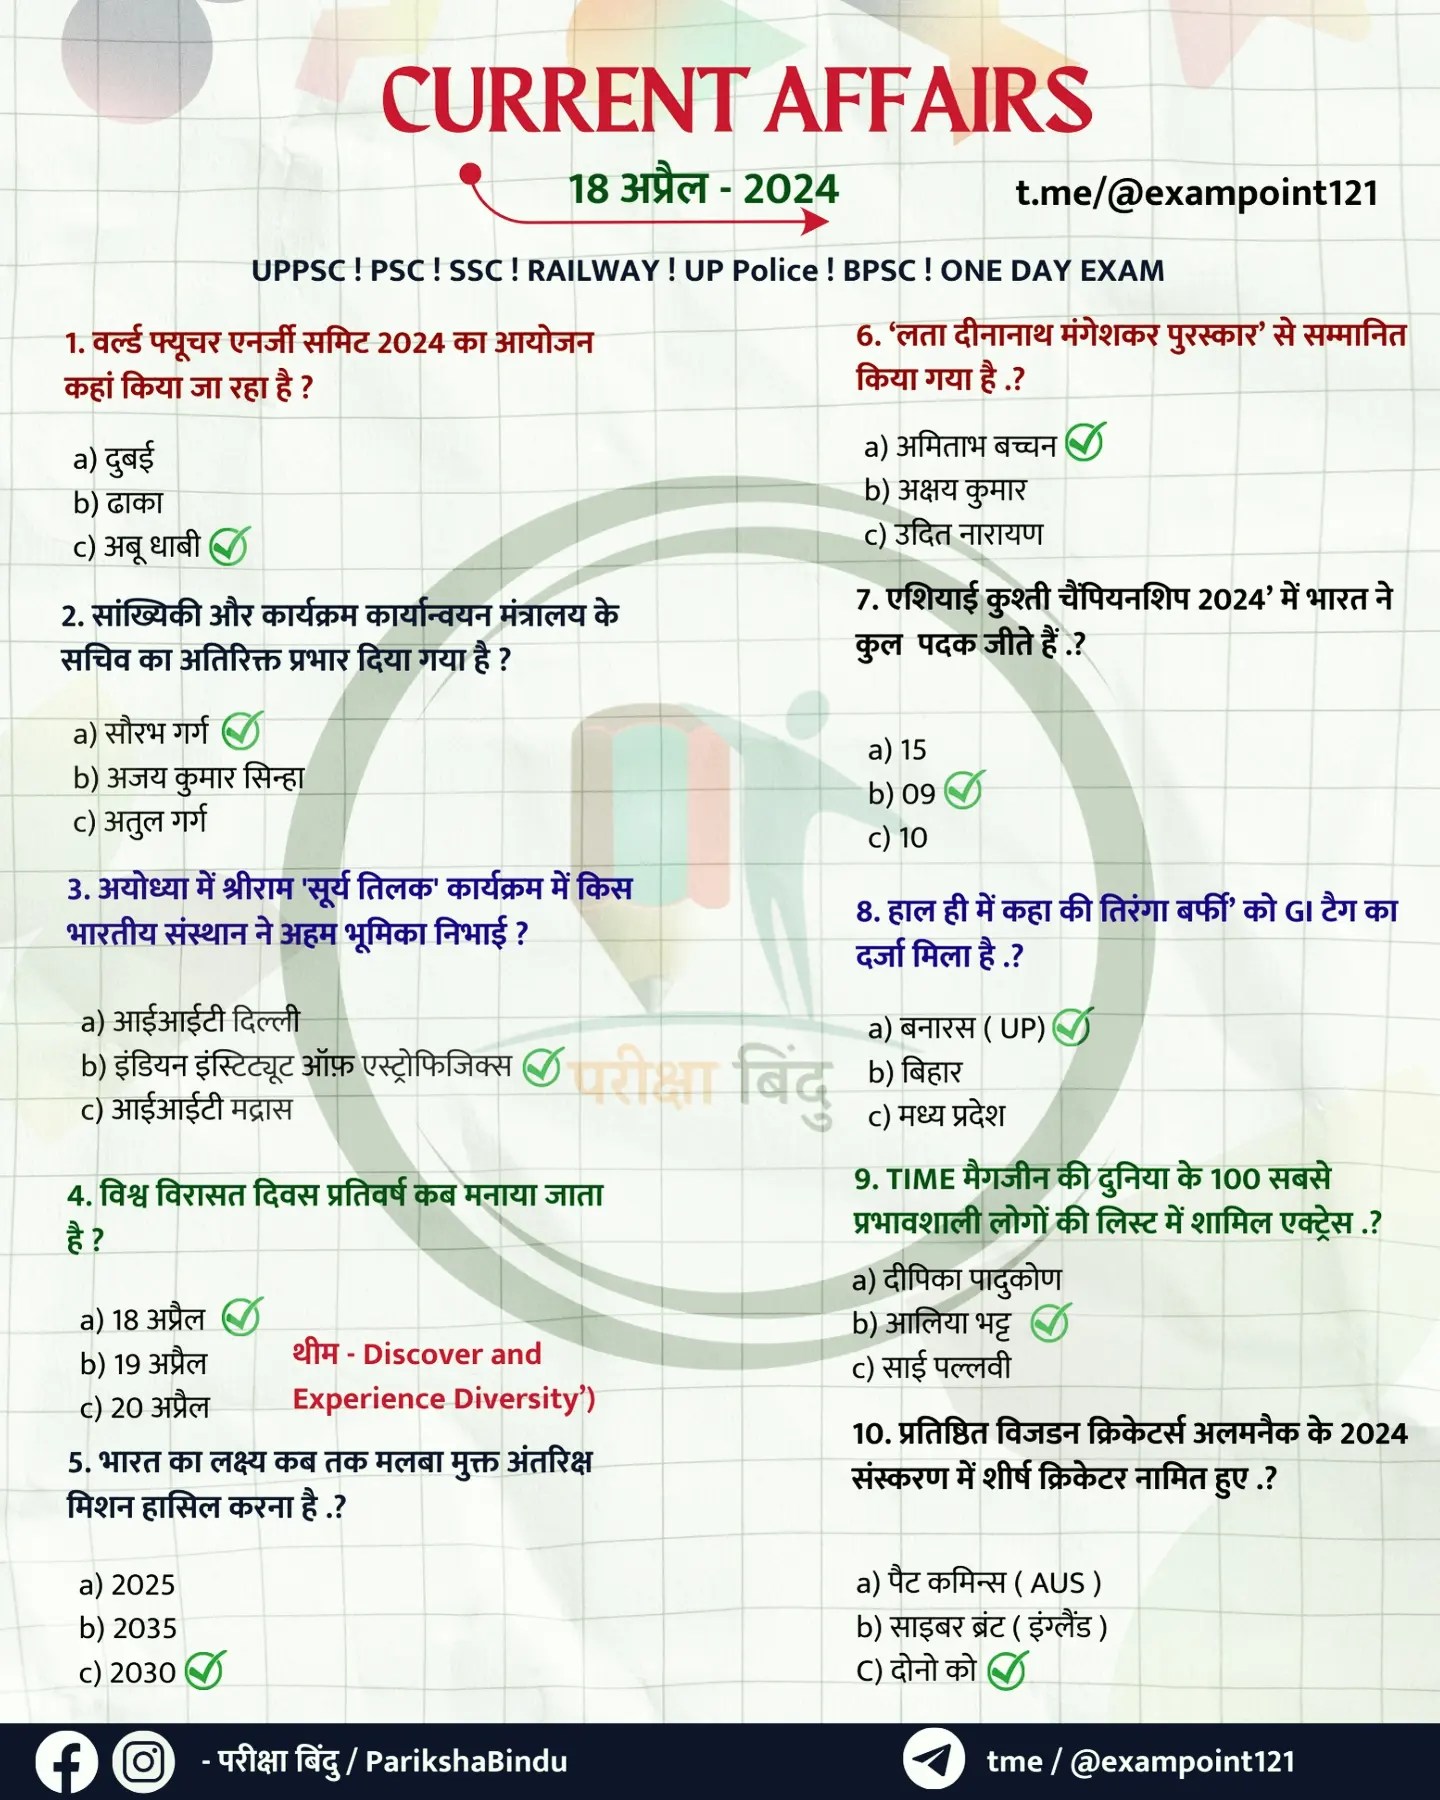 CURRENT AFFAIRS
18 अप्रैल - 2024
t.me/@exampoint121
UPPSC ! PSC ! SSC ! RAILWAY ! UP Police ! BPSC ! ONE DAY EXAM
1. वर्ल्ड फ्यूचर एनर्जी समिट 2024 का आयोजन
कहां किया जा रहा है ?
a) दुबई
b) ढाका
c) अबू धाबी
2. सांख्यिकी और कार्यक्रम कार्यान्वयन मंत्रालय के
सचिव का अतिरिक्त प्रभार दिया गया है ?
a) सौरभ गर्ग
b) अजय कुमार सिन्हा
c) अतुल गर्ग
3. अयोध्या में श्रीराम 'सूर्य तिलक' कार्यक्रम में किस
भारतीय संस्थान ने अहम भूमिका निभाई ?
a) आईआईटी दिल्ली
b) इंडियन इंस्टिट्यूट ऑफ़ एस्ट्रोफिजिक्स
c) आईआईटी मद्रास
4. विश्व विरासत दिवस प्रतिवर्ष कब मनाया जाता
है ?
a) 18 अप्रैल
b) 19 अप्रैल
c) 20 अप्रैल
थीम - Discover and
Experience Diversity’)
5. भारत का लक्ष्य कब तक मलबा मुक्त अंतरिक्ष
मिशन हासिल करना है .?
a) 2025
b) 2035
c) 2030
6. ‘लता दीनानाथ मंगेशकर पुरस्कार’ से सम्मानित
किया गया है .?
a) अमिताभ बच्चन
b) अक्षय कुमार
c) उदित नारायण
7. एशियाई कुश्ती चैंपियनशिप 2024’ में भारत ने
कुल पदक जीते हैं .?
a) 15
b) 09
c) 10
8. हाल ही में कहा की तिरंगा बर्फी’ को GI टैग का
दर्जा मिला है .?
a) बनारस ( UP)
b) बिहार
c) मध्य प्रदेश
9. TIME मैगजीन की दुनिया के 100 सबसे
प्रभावशाली लोगों की लिस्ट में शामिल एक्ट्रेस .?
a) दीपिका पादुकोण
b) आलिया भट्ट
c) साई पल्लवी
10. प्रतिष्ठित विजडन क्रिकेटर्स अलमनैक के 2024
संस्करण में शीर्ष क्रिकेटर नामित हुए .?
a) पैट कमिन्स ( AUS )
b) साइबर ब्रंट ( इंग्लैंड )
C) दोनो को
परीक्षा बिंदु
- परीक्षा बिंदु / ParikshaBindu
tme / @exampoint121